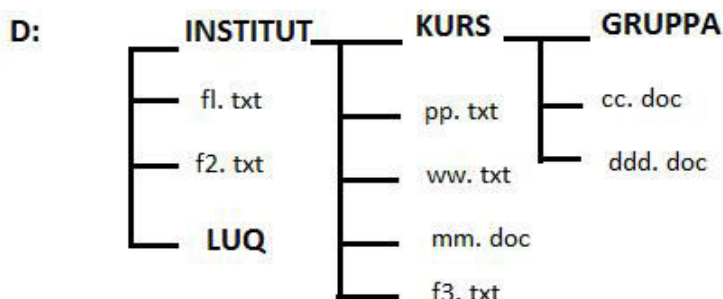 D: INSTITUT KURS GRUPPA
fl. txt pp. txt cc. doc
f2. txt ww. txt ddd. doc
LUQ mm. doc
f3. txt